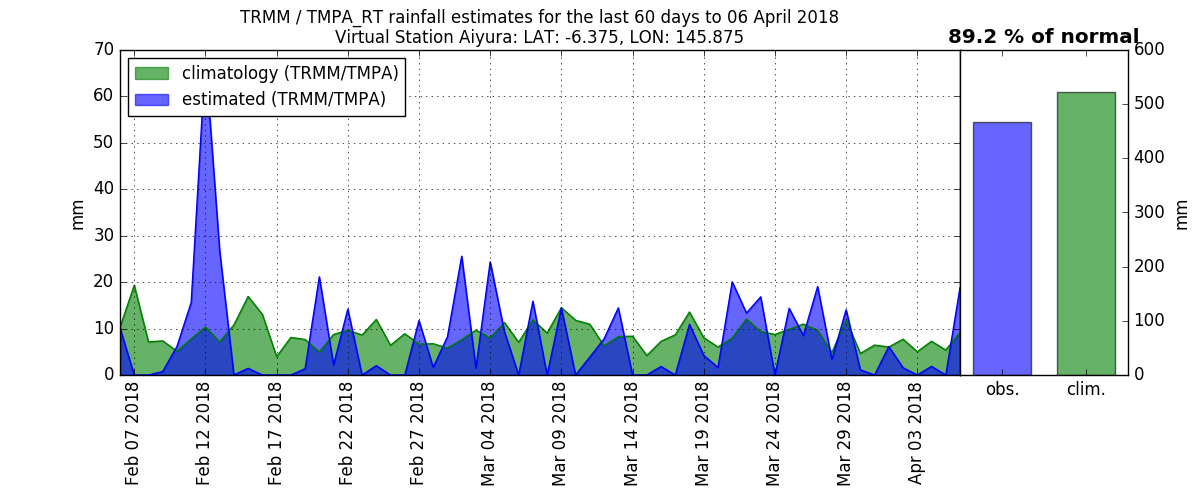 TRMM / TMPA_RT rainfall estimates for the last 60 days to 06 April 2018
Virtual Station Aiyura: LAT: -6.375, LON: 145.875
89.2 % of normal
climatology (TRMM/TMPA)
estimated (TRMM/TMPA)
70
60
50
40
30
20
10
0
mm
Feb 07 2018
Feb 12 2018
Feb 17 2018
Feb 22 2018
Feb 27 2018
Mar 04 2018
Mar 09 2018
Mar 14 2018
Mar 19 2018
Mar 24 2018
Mar 29 2018
Apr 03 2018
obs.
clim.
600
500
400
300
200
100
0
mm